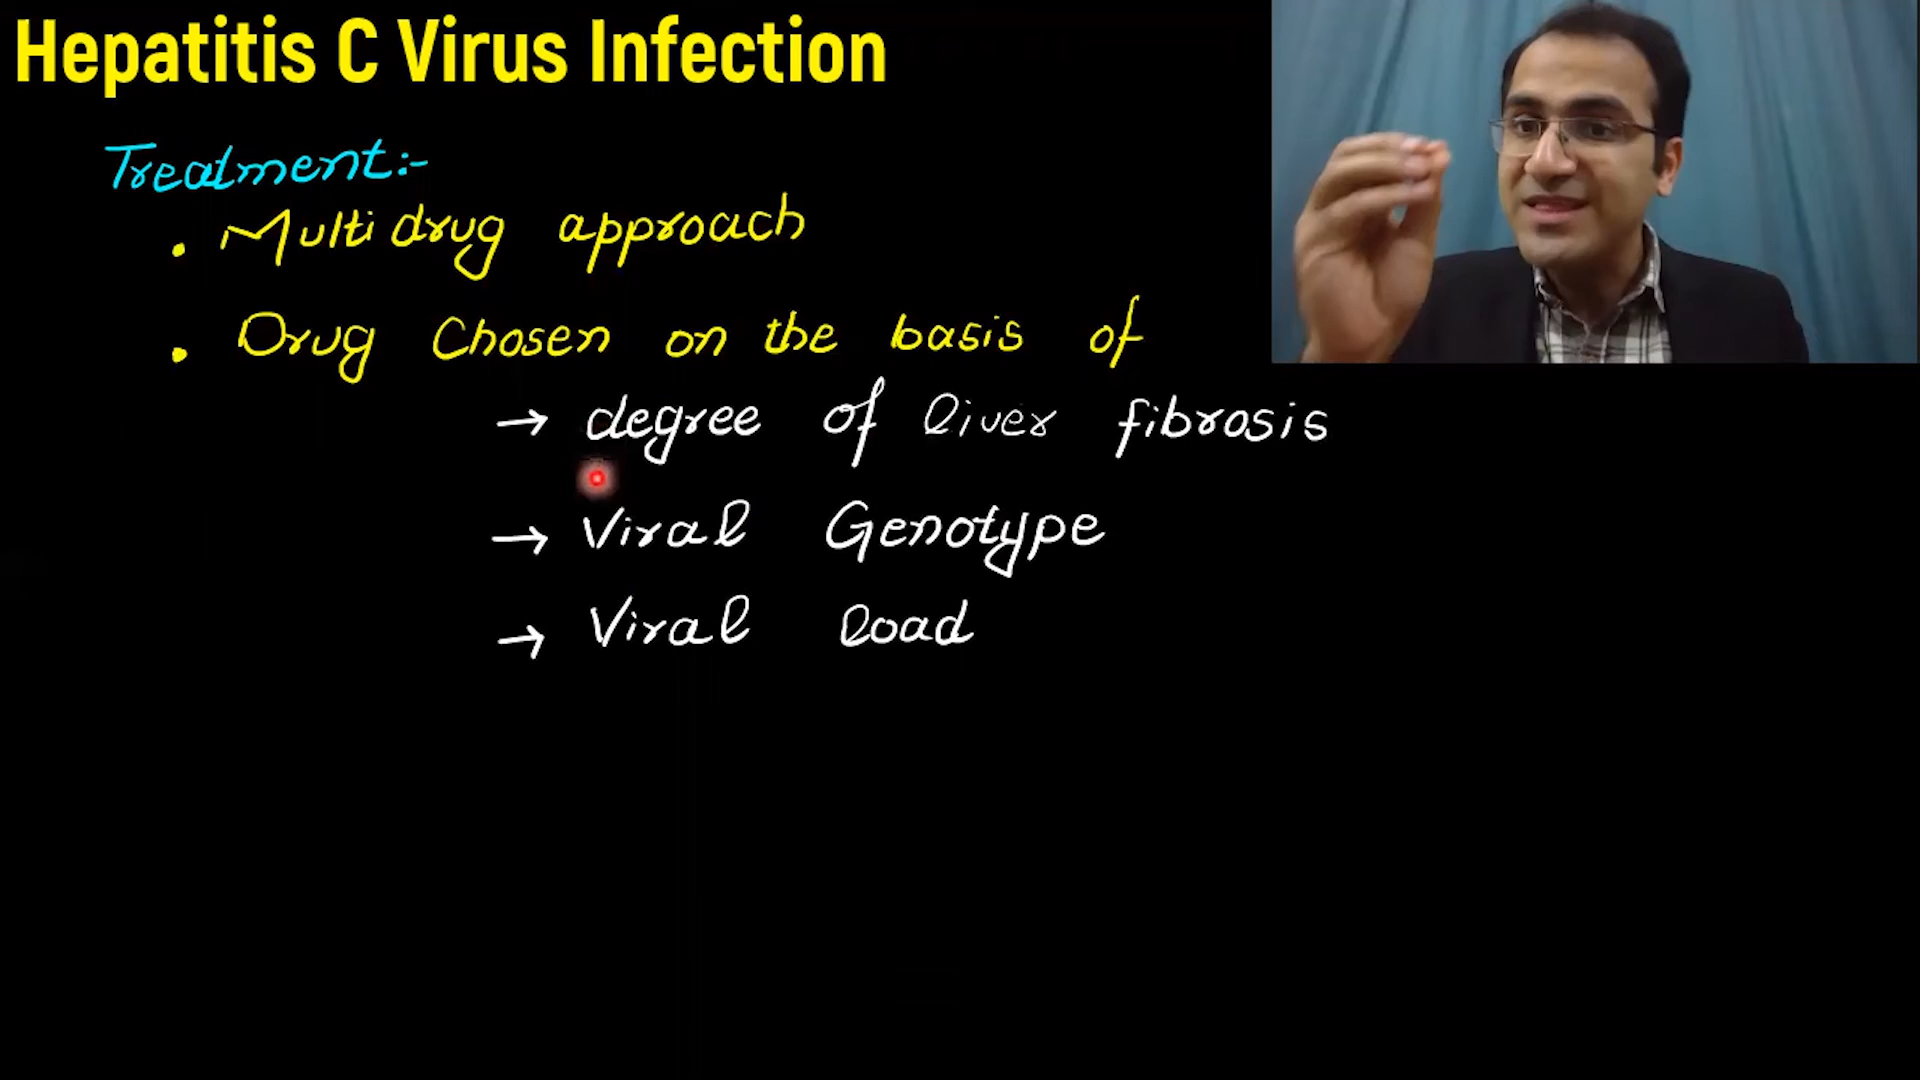 Hepatitis C Virus Infection
Treatment:-
• Multi drug approach
• Drug Chosen on the basis of
→ degree of liver fibrosis
→ Viral Genotype
→ Viral load